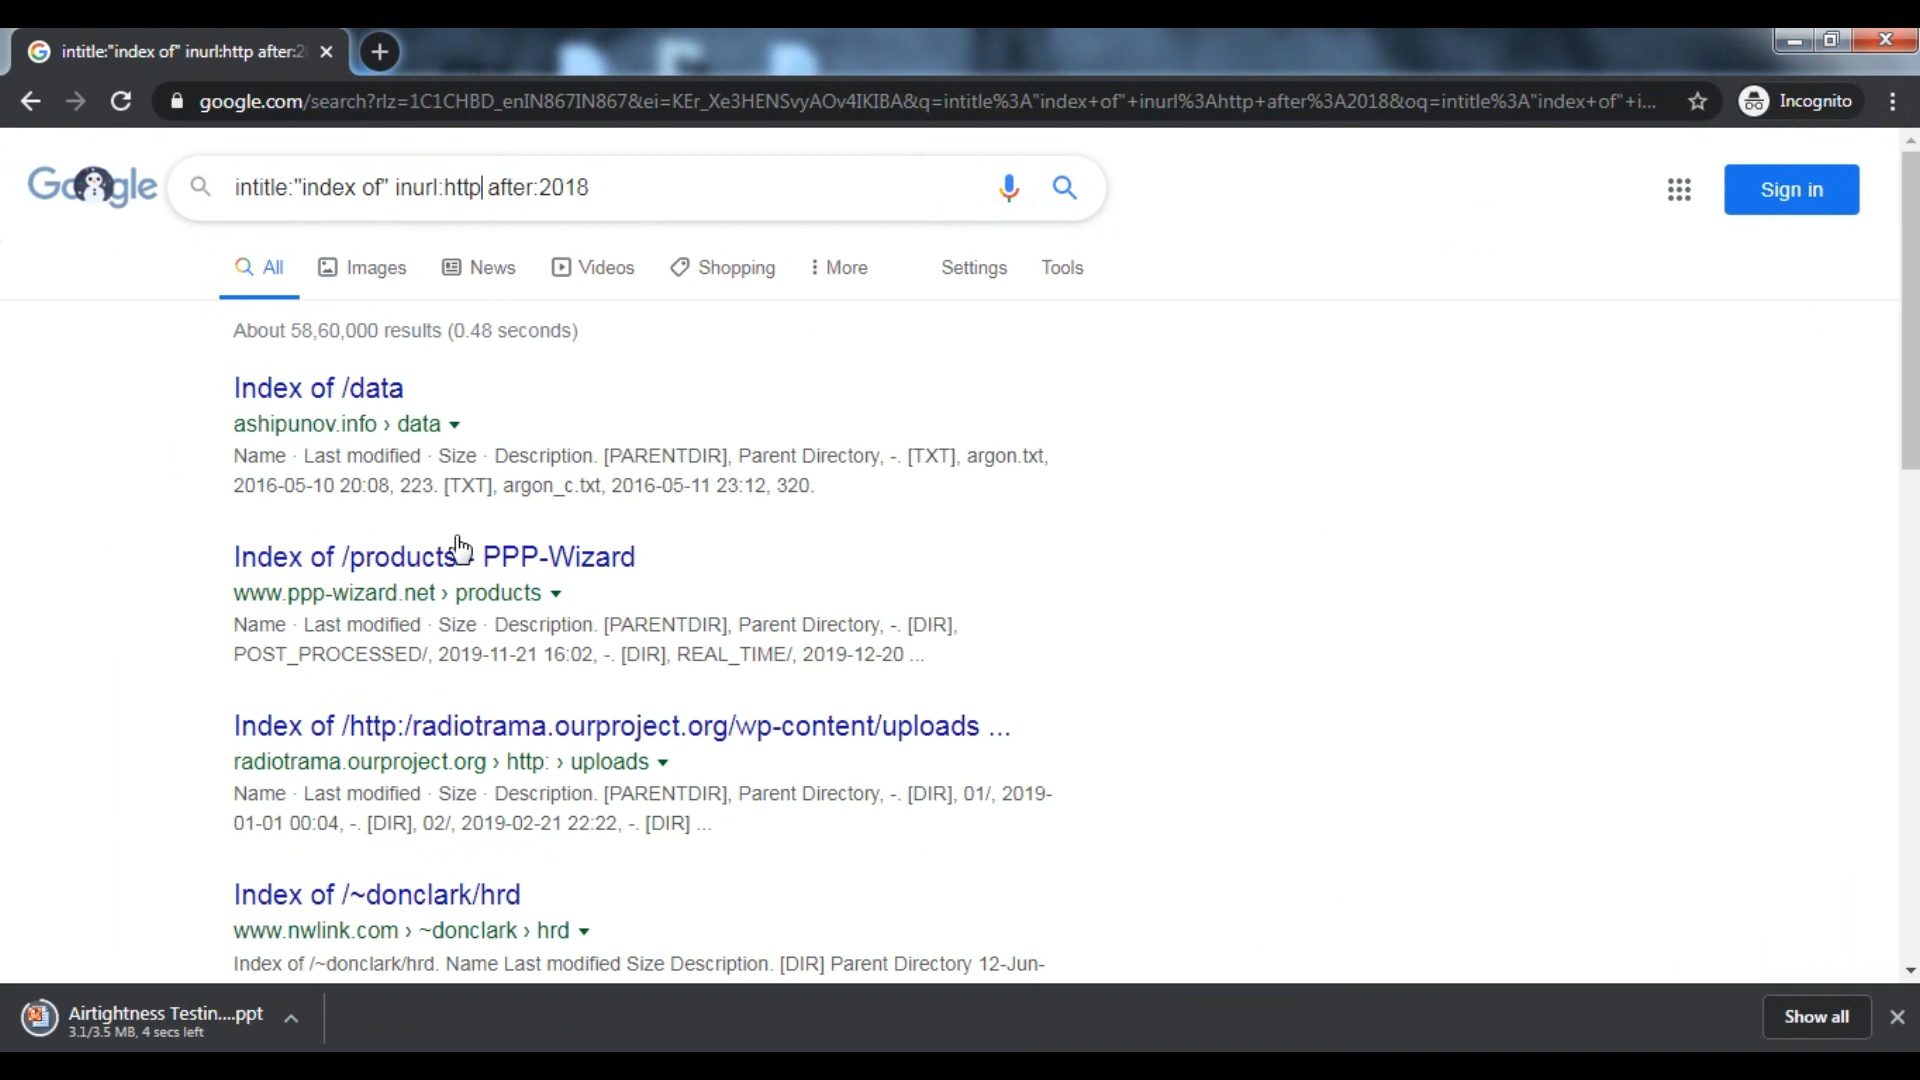 intitle:"index of" inurl:http after:2
google.com/search?rlz=1C1CHBD_enIN867IN867&ei=KEr_Xe3HENSvyAOv4IKIBA&q=intitle%3A"index+of"+inurl%3Ahttp+after%3A2018&oq=intitle%3A"index+of"+i...
Incognito
Google
intitle:"index of" inurl:http after:2018
Sign in
All
Images
News
Videos
Shopping
More
Settings
Tools
About 58,60,000 results (0.48 seconds)
Index of /data
ashipunov.info › data
Name · Last modified · Size · Description. [PARENTDIR], Parent Directory, -. [TXT], argon.txt,
2016-05-10 20:08, 223. [TXT], argon_c.txt, 2016-05-11 23:12, 320.
Index of /products - PPP-Wizard
www.ppp-wizard.net › products
Name · Last modified · Size · Description. [PARENTDIR], Parent Directory, -. [DIR],
POST_PROCESSED/, 2019-11-21 16:02, -. [DIR], REAL_TIME/, 2019-12-20 ...
Index of /http:/radiotrama.ourproject.org/wp-content/uploads ...
radiotrama.ourproject.org › http: › uploads
Name · Last modified · Size · Description. [PARENTDIR], Parent Directory, -. [DIR], 01/, 2019-
01-01 00:04, -. [DIR], 02/, 2019-02-21 22:22, -. [DIR] ...
Index of /~donclark/hrd
www.nwlink.com › ~donclark › hrd
Index of /~donclark/hrd. Name Last modified Size Description. [DIR] Parent Directory 12-Jun-
Airtightness Testin....ppt
3.1/3.5 MB, 4 secs left
Show all